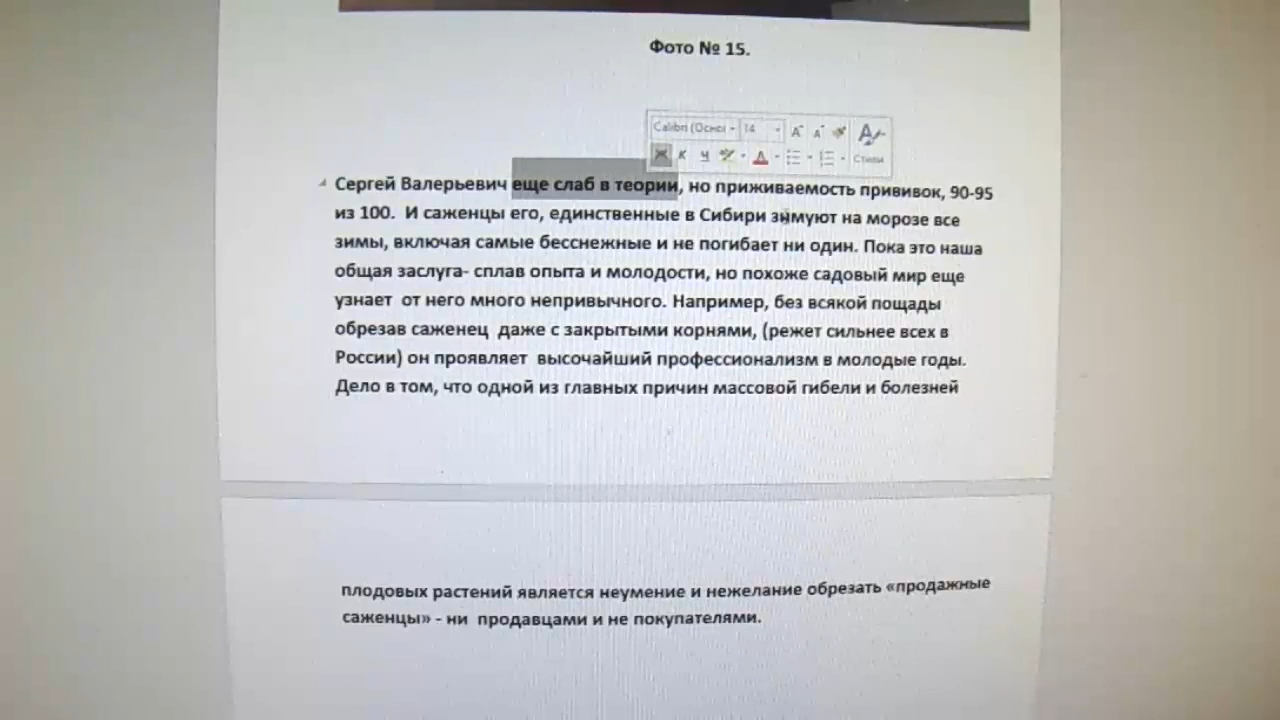 Фото № 15.
Calibri (Осно
14
Ж К Ч
Стили
Сергей Валерьевич еще слаб в теории, но приживаемость прививок, 90-95
из 100. И саженцы его, единственные в Сибири зимуют на морозе все
зимы, включая самые бесснежные и не погибает ни один. Пока это наша
общая заслуга- сплав опыта и молодости, но похоже садовый мир еще
узнает от него много непривычного. Например, без всякой пощады
обрезав саженец даже с закрытыми корнями, (режет сильнее всех в
России) он проявляет высочайший профессионализм в молодые годы.
Дело в том, что одной из главных причин массовой гибели и болезней
плодовых растений является неумение и нежелание обрезать «продажные
саженцы» - ни продавцами и не покупателями.